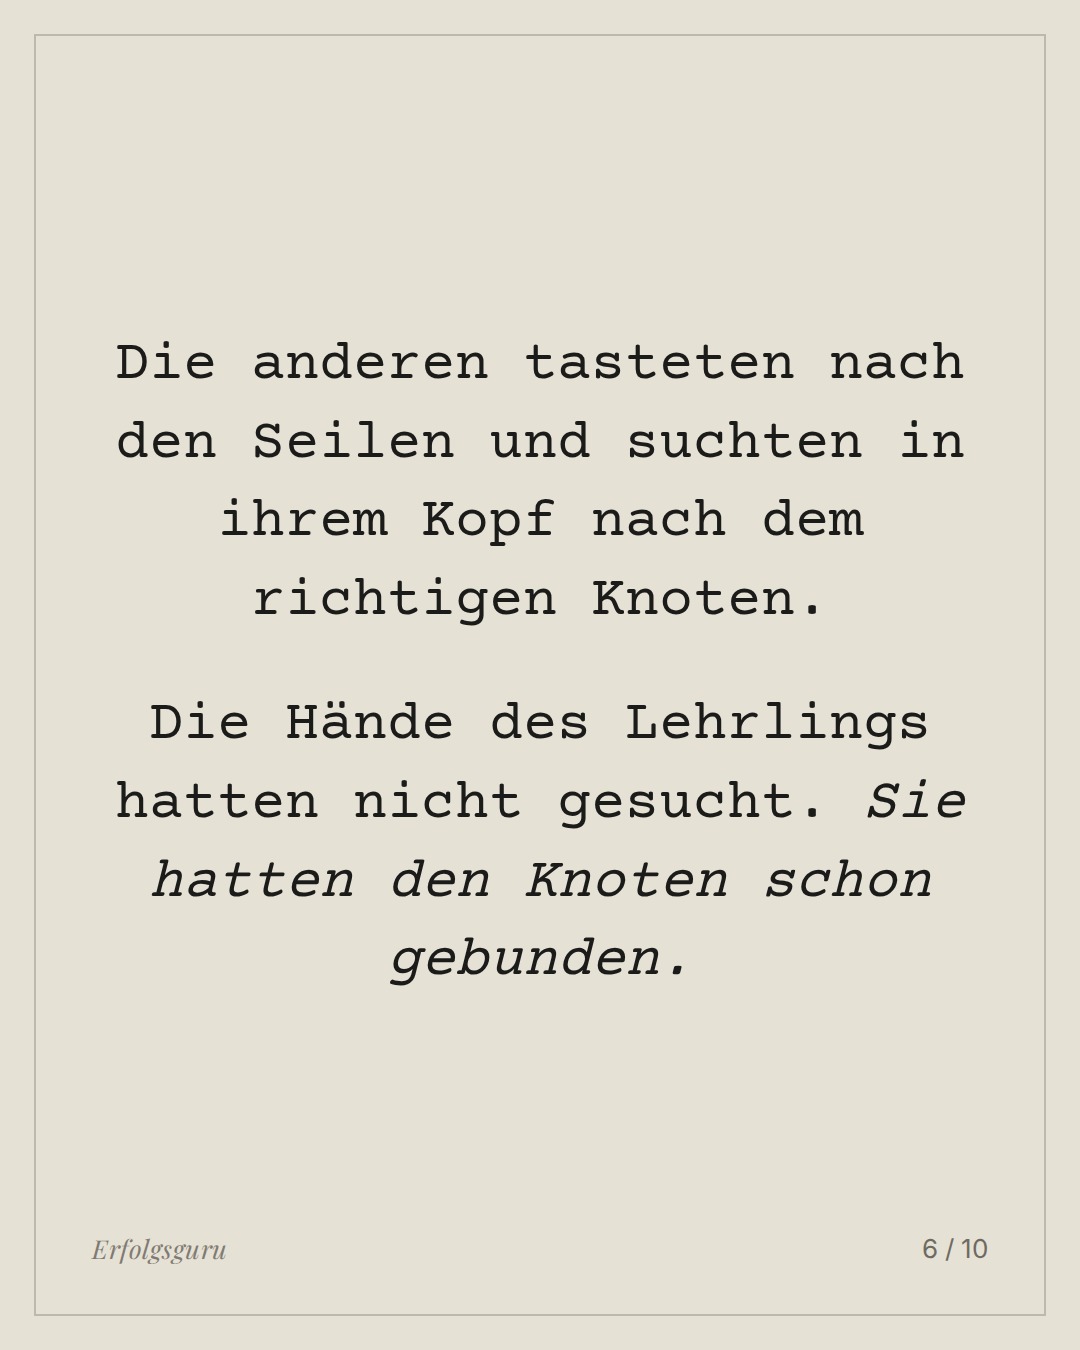 Die anderen tasteten nach
den Seilen und suchten in
ihrem Kopf nach dem
richtigen Knoten.
Die Hände des Lehrlings
hatten nicht gesucht. Sie
hatten den Knoten schon
gebunden.
Erfolgsguru
6 / 10